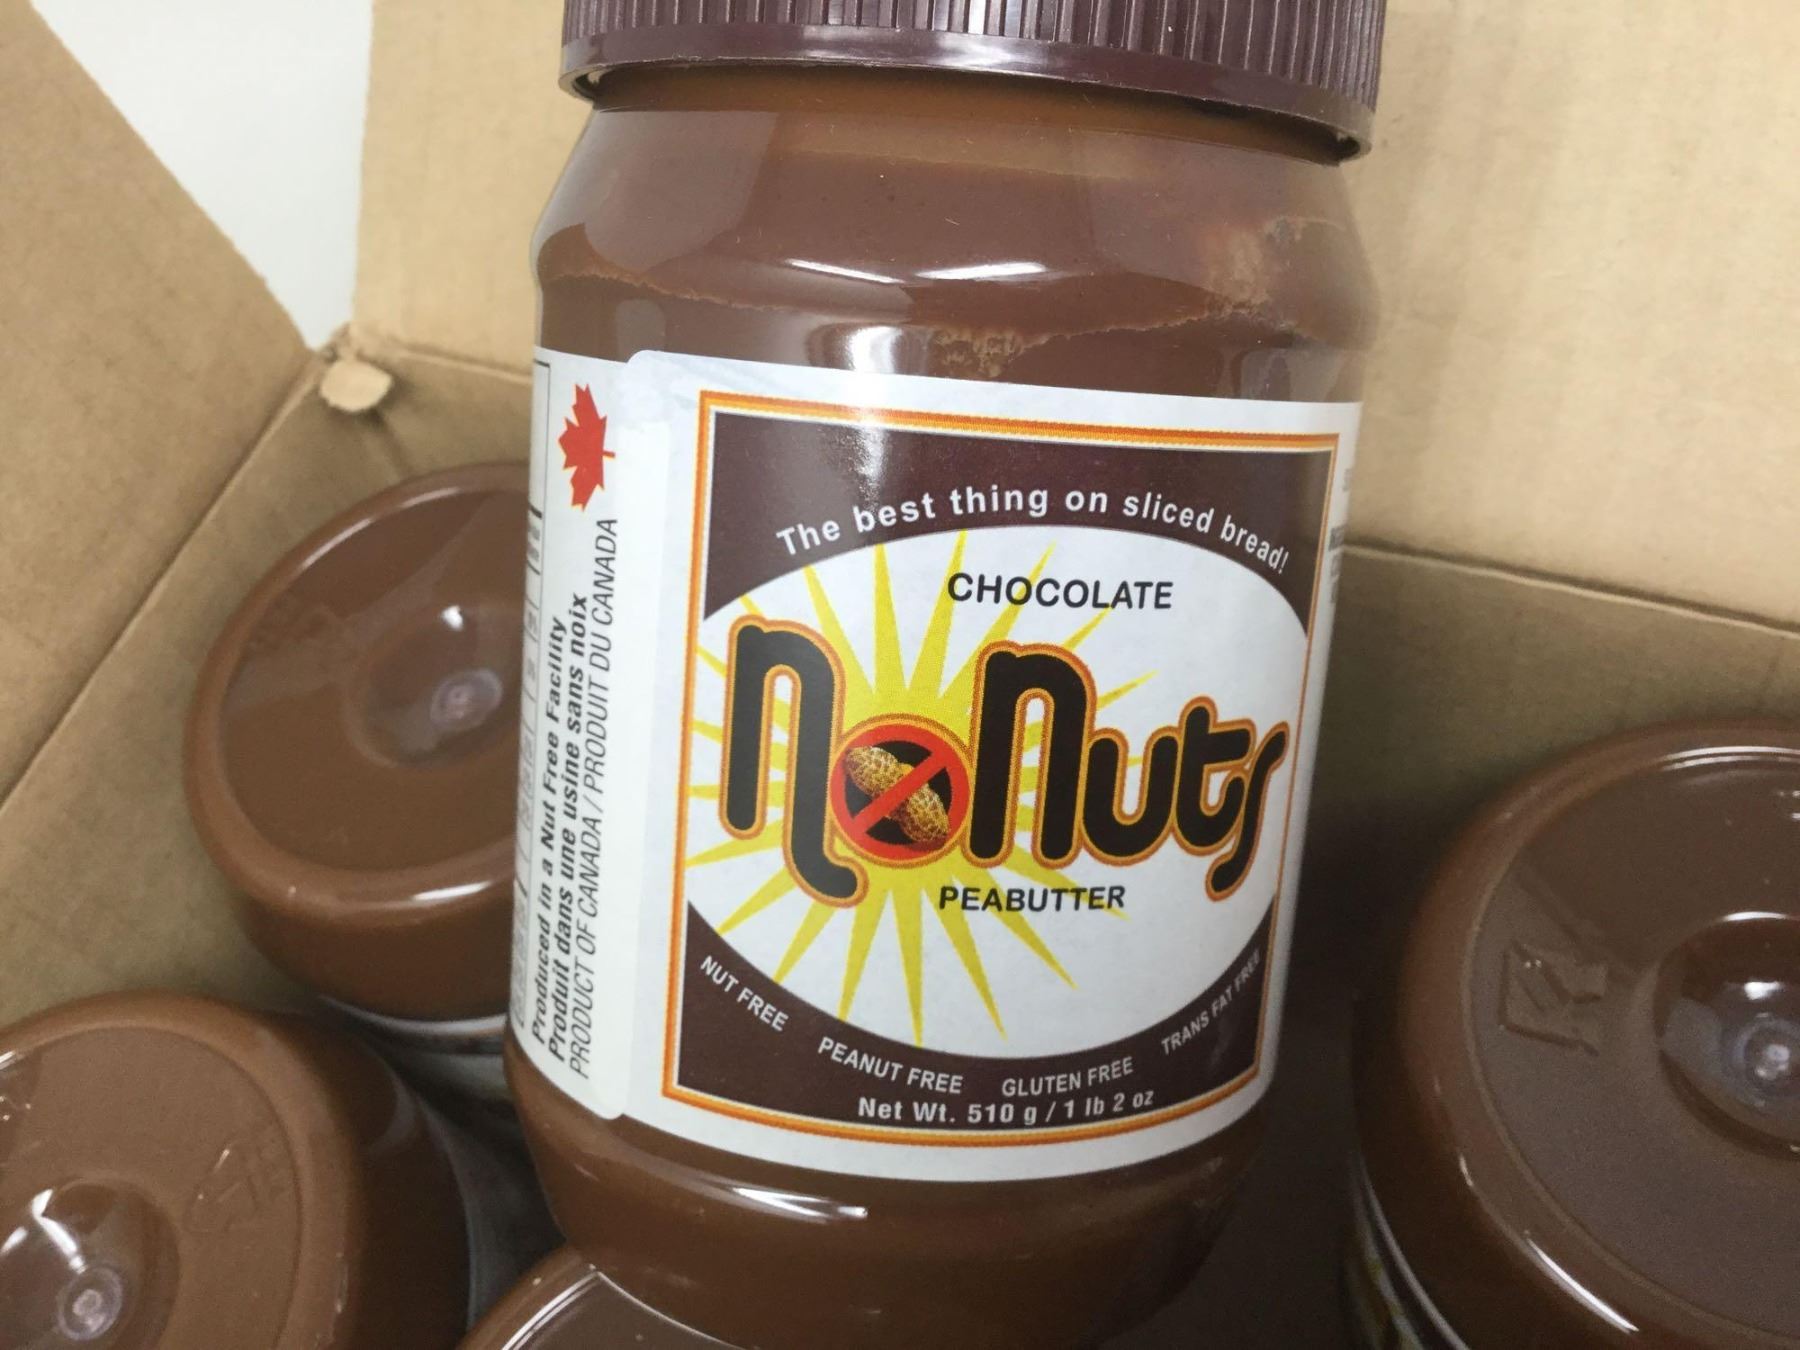 The best thing on sliced bread!
CHOCOLATE
NoNuts
PEABUTTER
NUT FREE PEANUT FREE GLUTEN FREE TRANS FAT FREE
Net Wt. 510 g / 1 lb 2 oz
Produced in a Nut Free Facility
Produit dans une usine sans noix
PRODUCT OF CANADA / PRODUIT DU CANADA